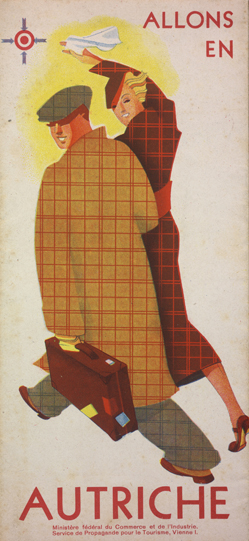 ALLONS
EN
AUTRICHE
Ministère fédéral du Commerce et de l'Industrie.
Service de Propagande pour le Tourisme, Vienne I.